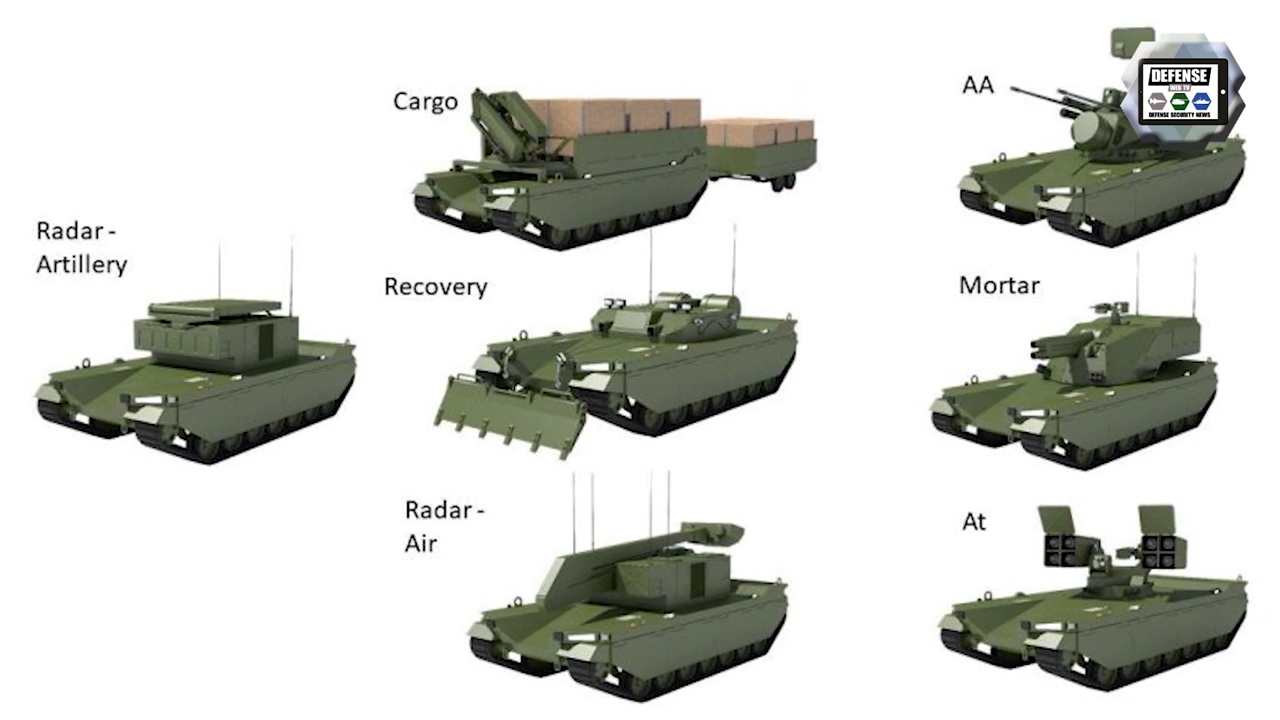 Cargo
AA
DEFENSE
WEB TV
DEFENSE SECURITY NEWS
Radar -
Artillery
Recovery
Mortar
Radar -
Air
At